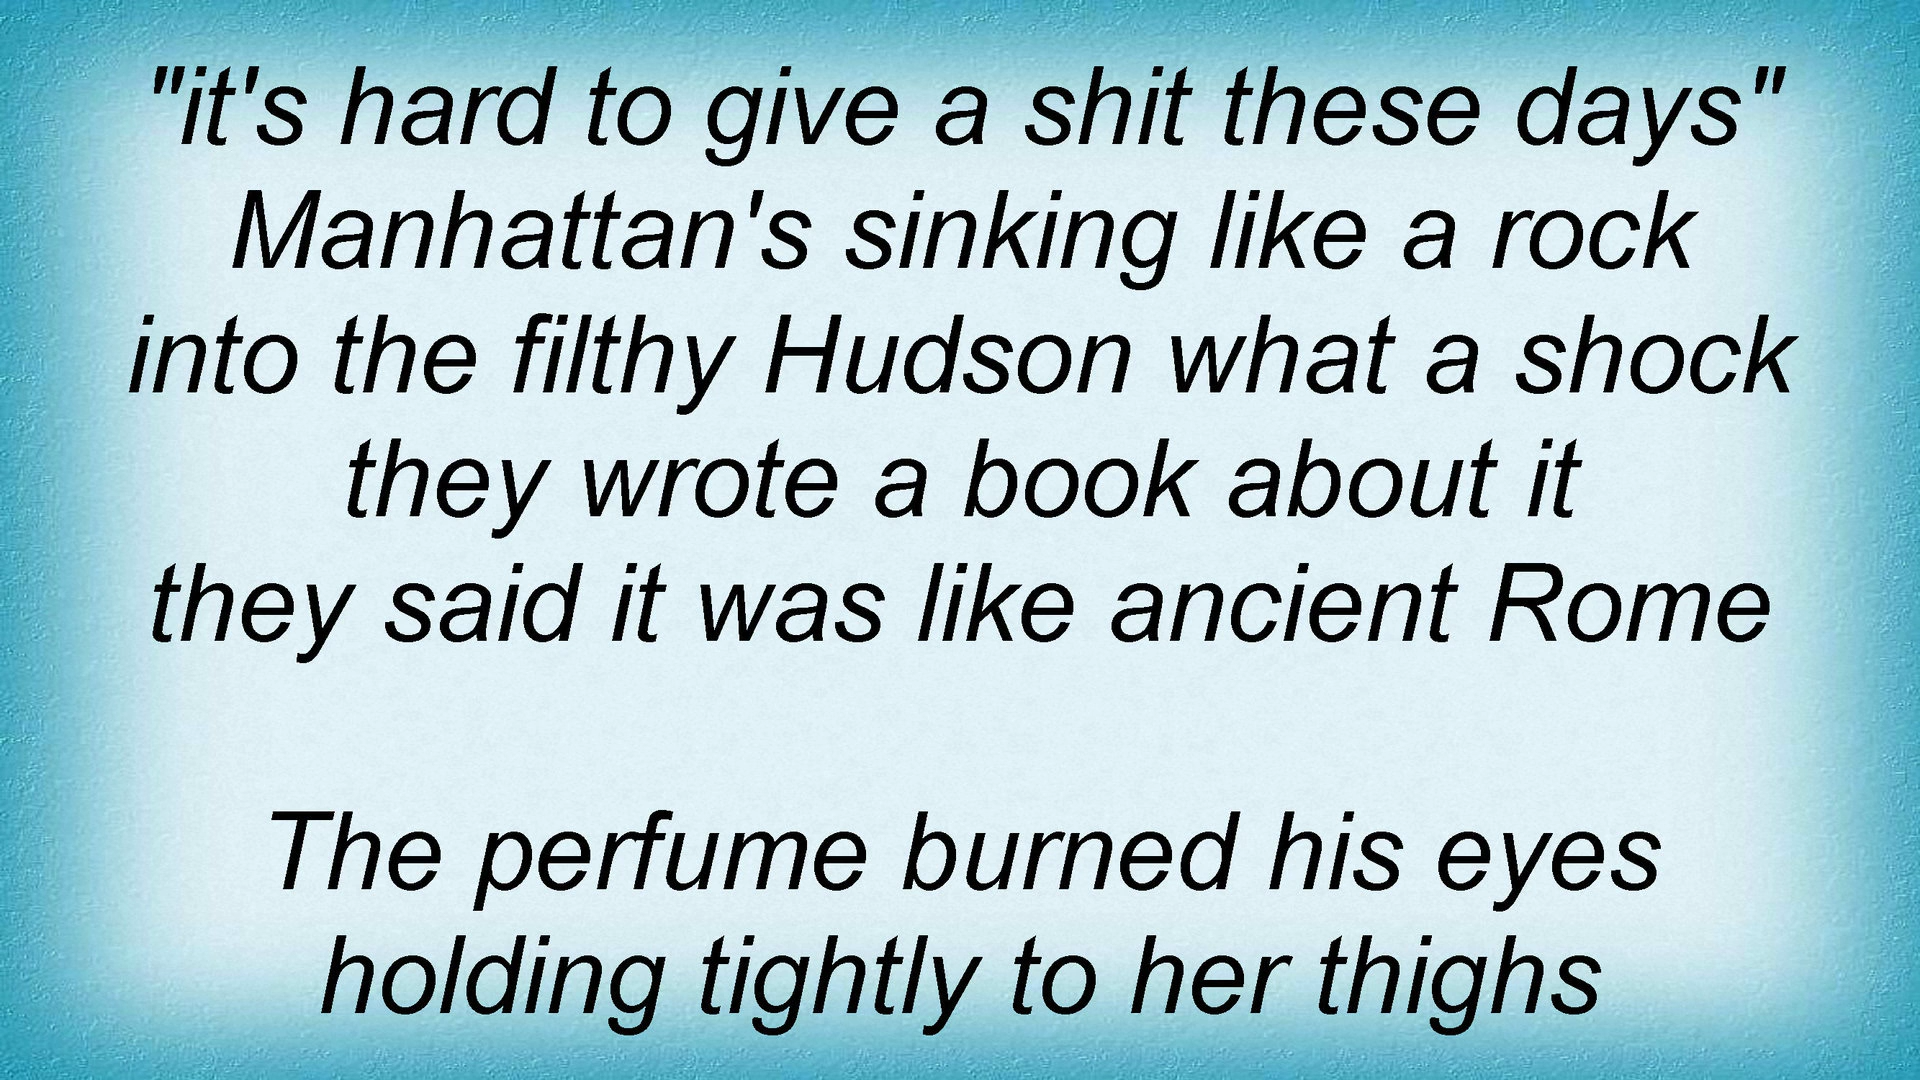 "it's hard to give a shit these days"
Manhattan's sinking like a rock
into the filthy Hudson what a shock
they wrote a book about it
they said it was like ancient Rome
The perfume burned his eyes
holding tightly to her thighs